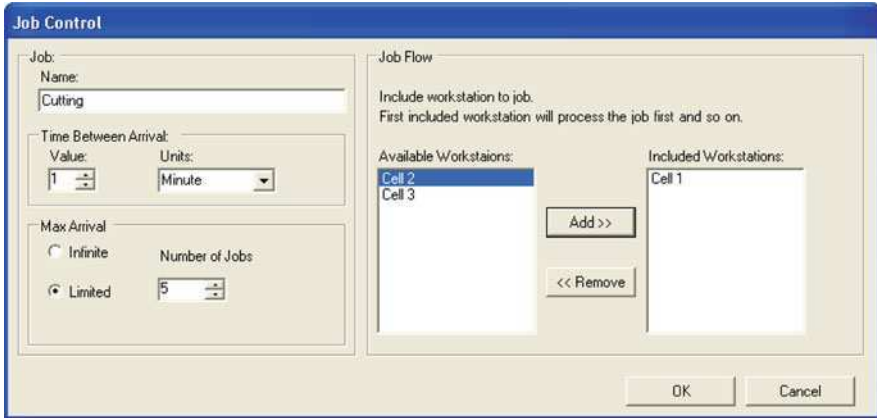 Job Control
Job:
Name:
Cutting
Time Between Arrival:
Value:
Units:
1
Minute
Max Arrival
Infinite
Number of Jobs
Limited
5
Job Flow
Include workstation to job.
First included workstation will process the job first and so on.
Available Workstaions:
Cell 2
Cell 3
Add >>
<< Remove
Included Workstations:
Cell 1
OK
Cancel